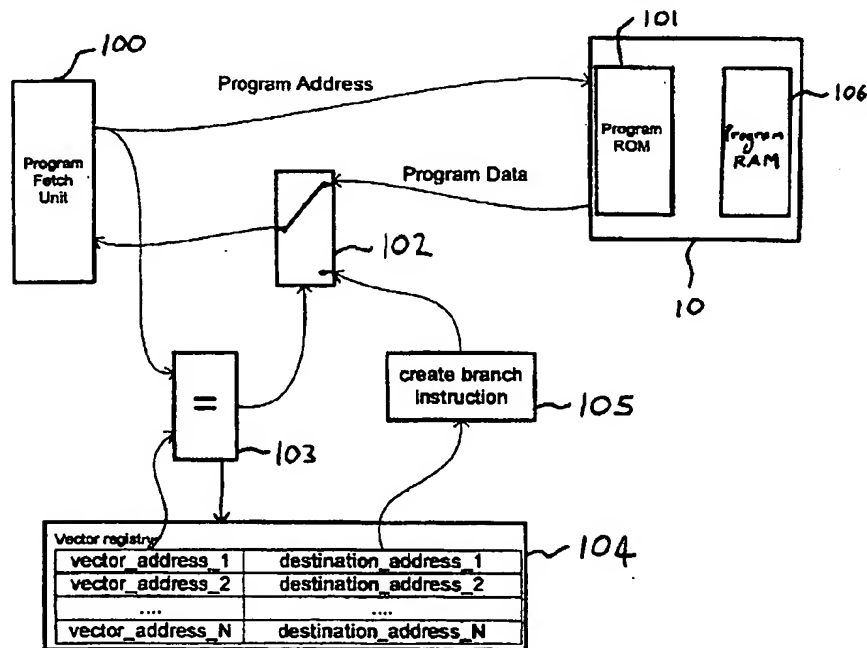 100
101
Program Address
106
Program
Fetch
Unit
Program
ROM
Program
RAM
Program Data
102
10
create branch
instruction
105
=
103
Vector registry
104
vector_address_1 destination_address_1
vector_address_2 destination_address_2
.... ....
vector_address_N destination_address_N